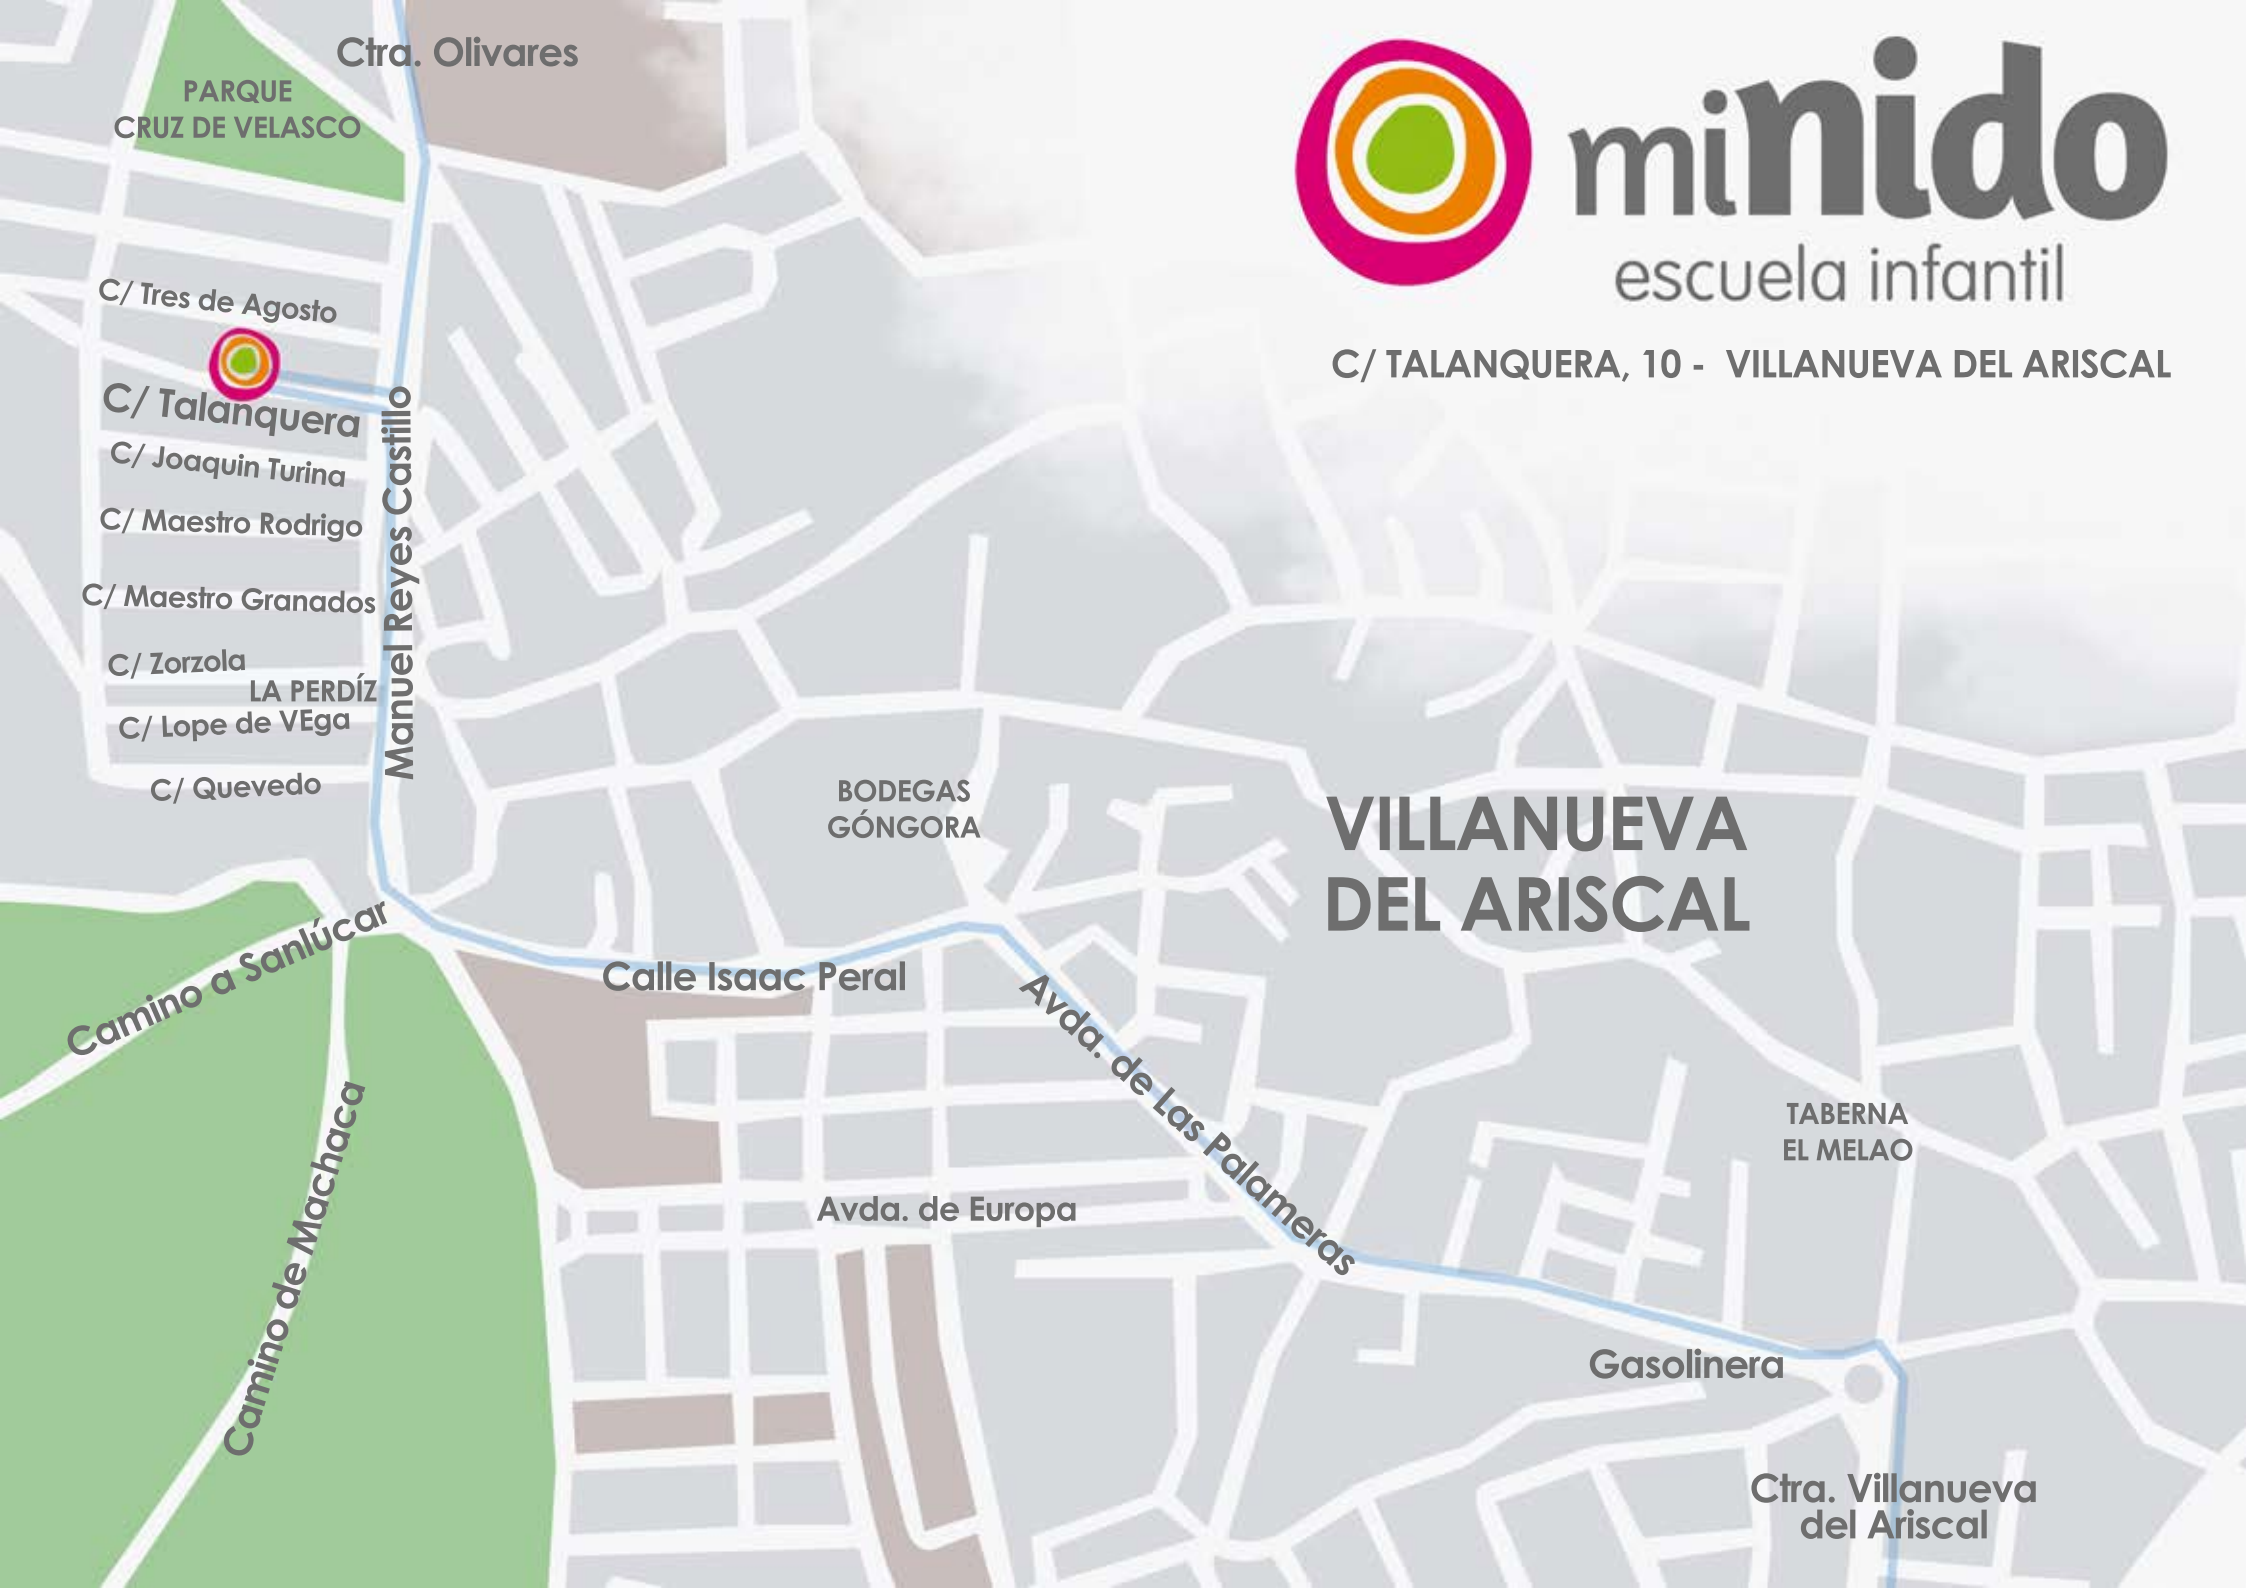 Ctra. Olivares
PARQUE
CRUZ DE VELASCO
miNido
escuela infantil
C/ TALANQUERA, 10 - VILLANUEVA DEL ARISCAL
C/ Tres de Agosto
C/ Talanquera
C/ Joaquin Turina
C/ Maestro Rodrigo
C/ Maestro Granados
C/ Zorzola
LA PERDÍZ
C/ Lope de VEga
C/ Quevedo
Manuel Reyes Castillo
BODEGAS
GÓNGORA
VILLANUEVA
DEL ARISCAL
Camino a Sanlúcar
Calle Isaac Peral
Avda. de Las Palameras
Camino de Machaca
TABERNA
EL MELAO
Avda. de Europa
Gasolinera
Ctra. Villanueva
del Ariscal